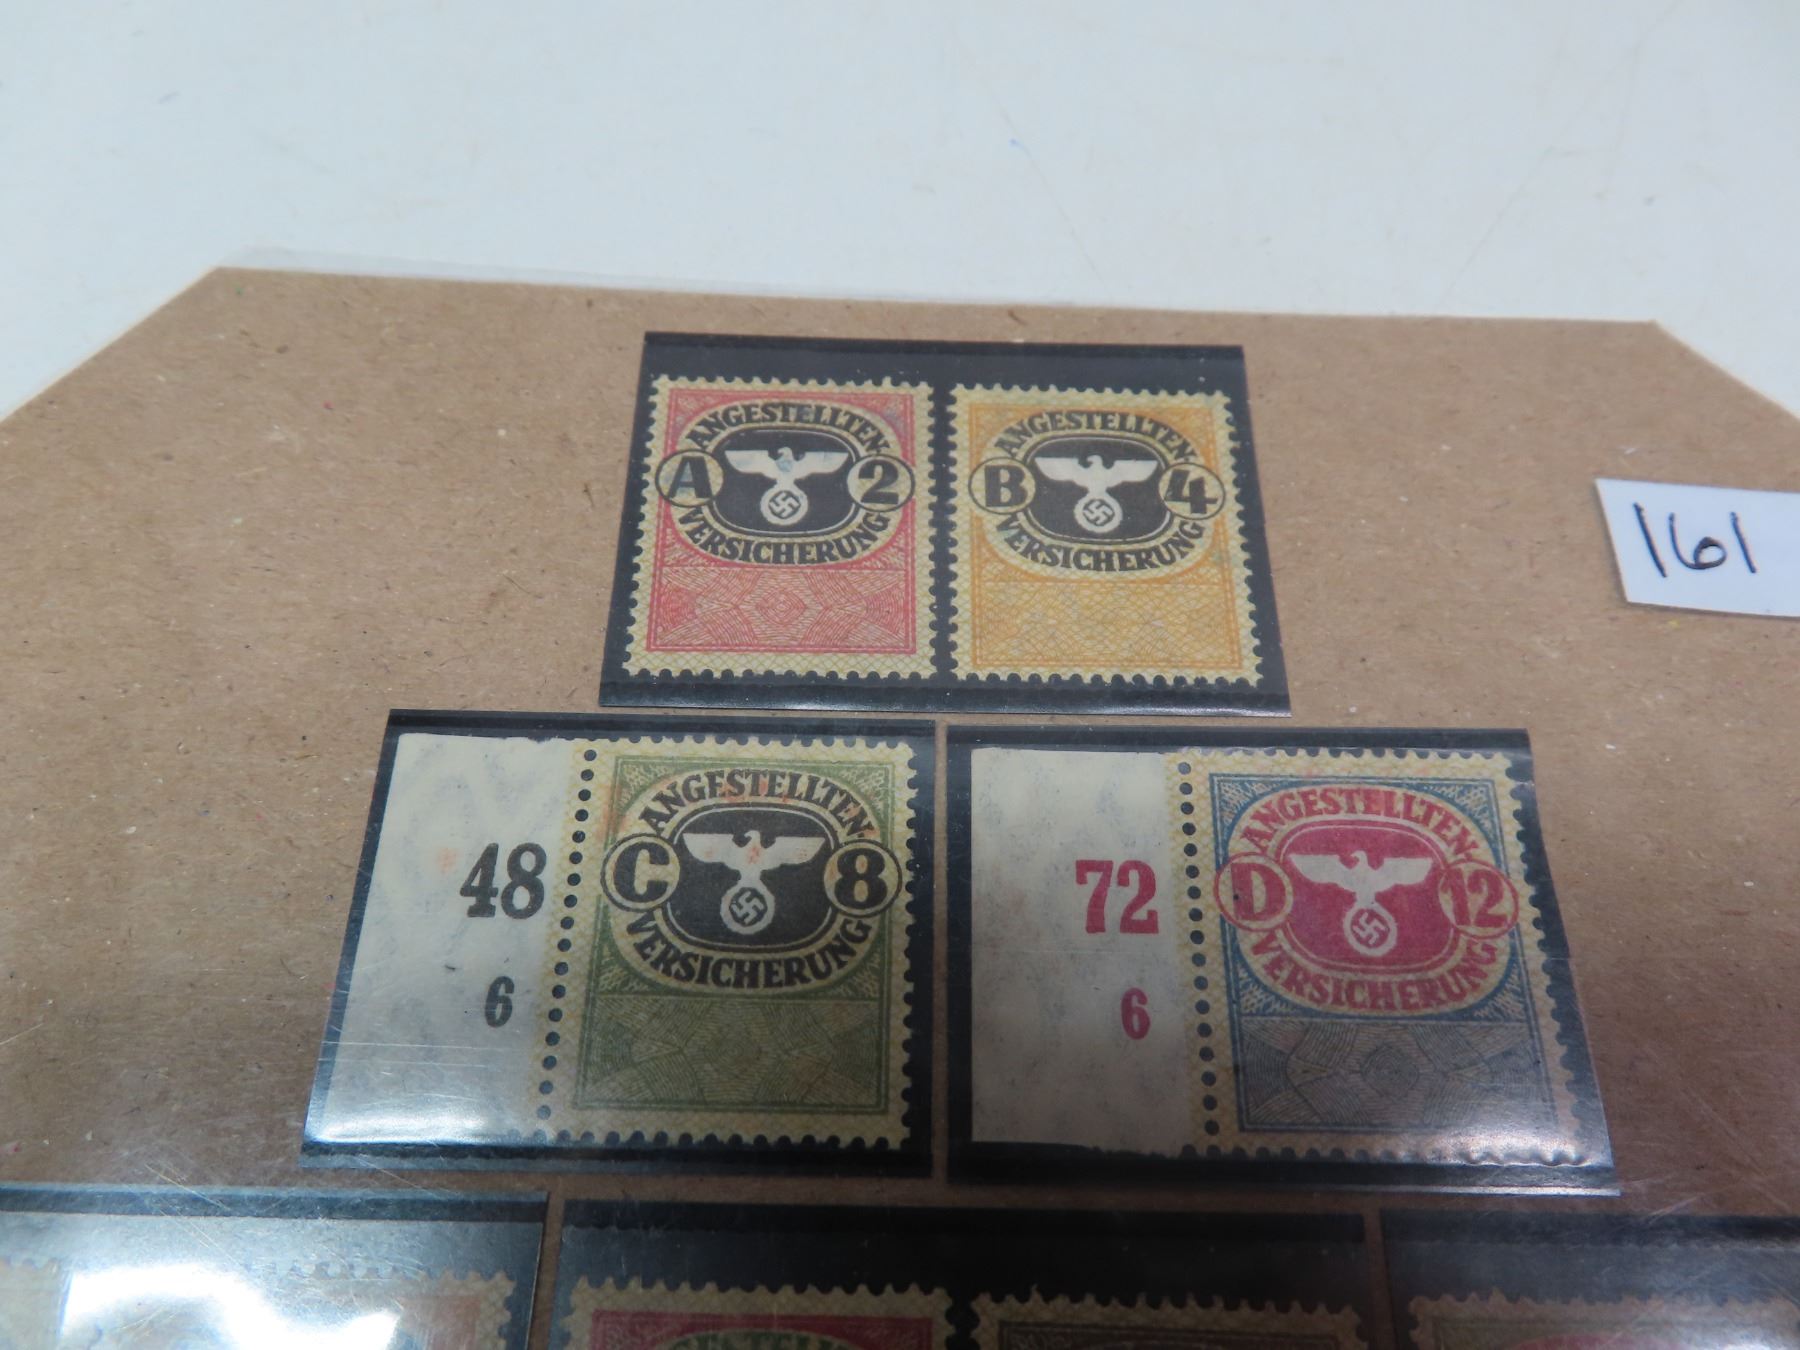 ANGESTELLTEN-
A 2
VERSICHERUNG
ANGESTELLTEN-
B 4
VERSICHERUNG
161
48
6
ANGESTELLTEN-
C 8
VERSICHERUNG
72
6
ANGESTELLTEN-
D 12
VERSICHERUNG